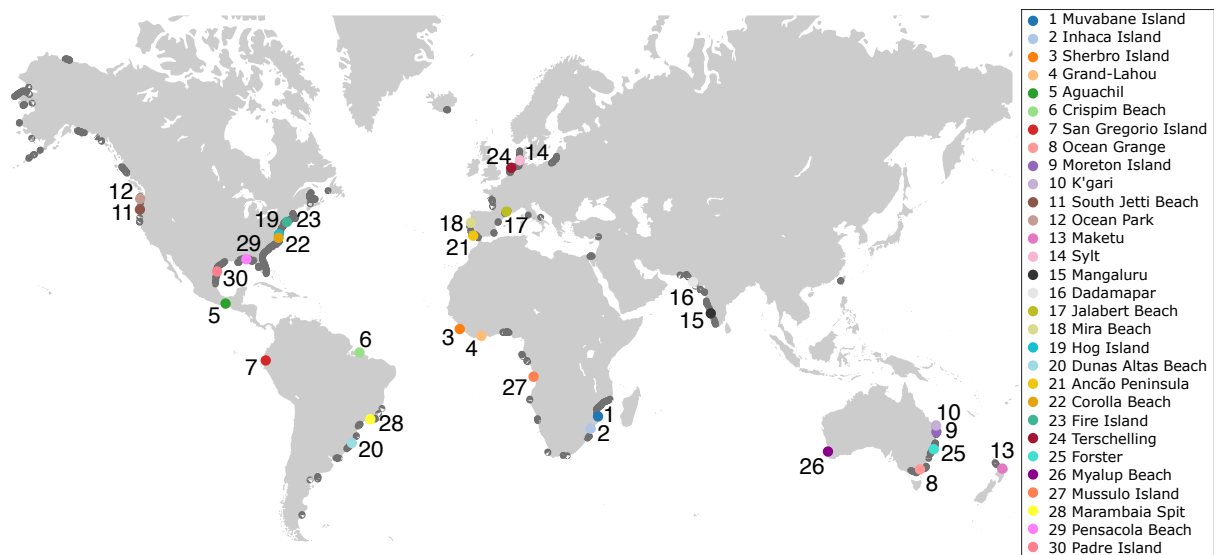 12
11
19
23
22
29
30
5
6
7
28
20
24
14
18
17
21
3
4
27
1
2
16
15
10
9
25
26
8
13
1 Muvabane Island
2 Inhaca Island
3 Sherbro Island
4 Grand-Lahou
5 Aguachil
6 Crispim Beach
7 San Gregorio Island
8 Ocean Grange
9 Moreton Island
10 K'gari
11 South Jetti Beach
12 Ocean Park
13 Maketu
14 Sylt
15 Mangaluru
16 Dadamapar
17 Jalabert Beach
18 Mira Beach
19 Hog Island
20 Dunas Altas Beach
21 Ancão Peninsula
22 Corolla Beach
23 Fire Island
24 Terschelling
25 Forster
26 Myalup Beach
27 Mussulo Island
28 Marambaia Spit
29 Pensacola Beach
30 Padre Island